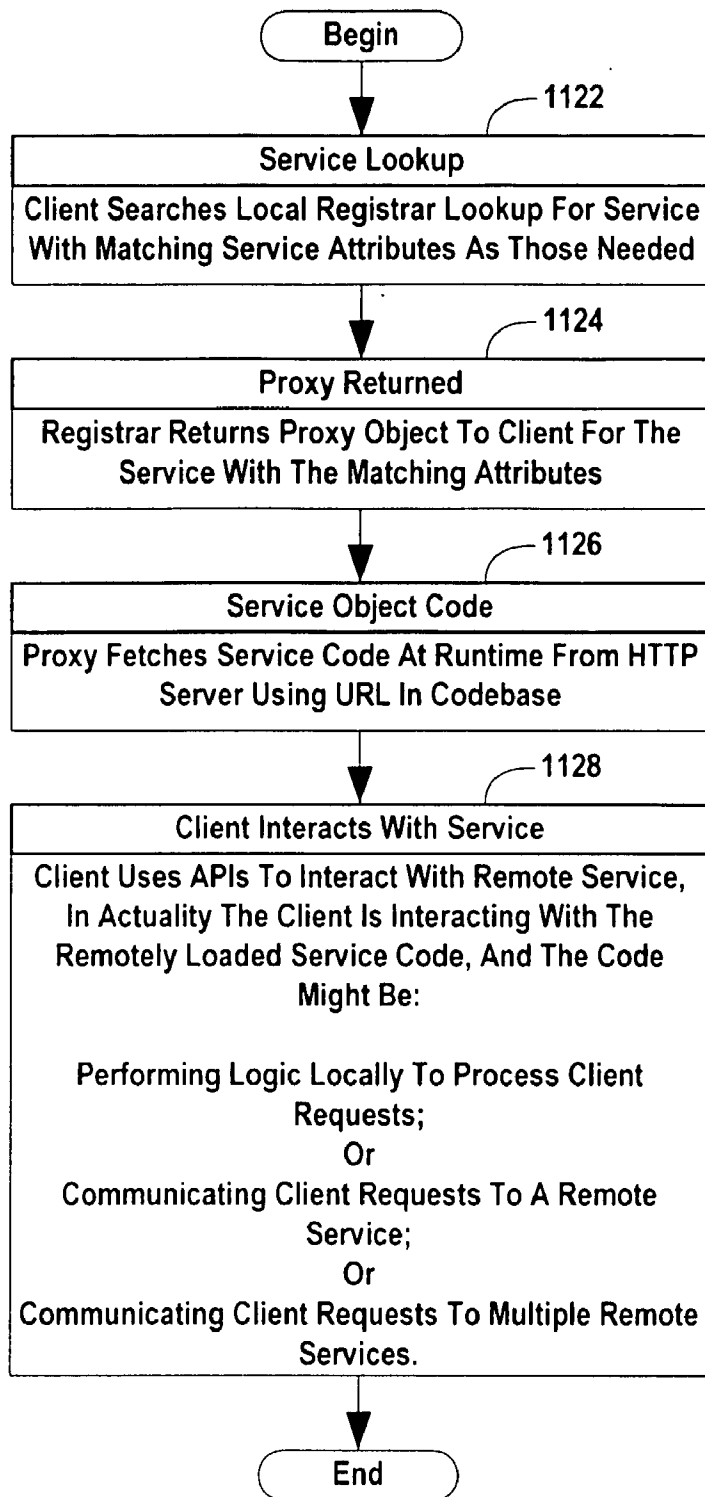 Begin
1122
Service Lookup
Client Searches Local Registrar Lookup For Service
With Matching Service Attributes As Those Needed
1124
Proxy Returned
Registrar Returns Proxy Object To Client For The
Service With The Matching Attributes
1126
Service Object Code
Proxy Fetches Service Code At Runtime From HTTP
Server Using URL In Codebase
1128
Client Interacts With Service
Client Uses APIs To Interact With Remote Service,
In Actuality The Client Is Interacting With The
Remotely Loaded Service Code, And The Code
Might Be:
Performing Logic Locally To Process Client
Requests;
Or
Communicating Client Requests To A Remote
Service;
Or
Communicating Client Requests To Multiple Remote
Services.
End